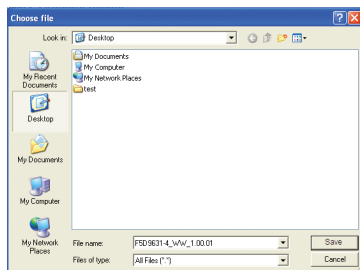 Choose file
Look in:
Desktop
My Recent
Documents
Desktop
My Documents
My Computer
My Network
Places
My Documents
My Computer
My Network Places
test
File name:
F5D9631-4_WW_1.00.01
Save
Files of type:
All Files (*.*)
Cancel